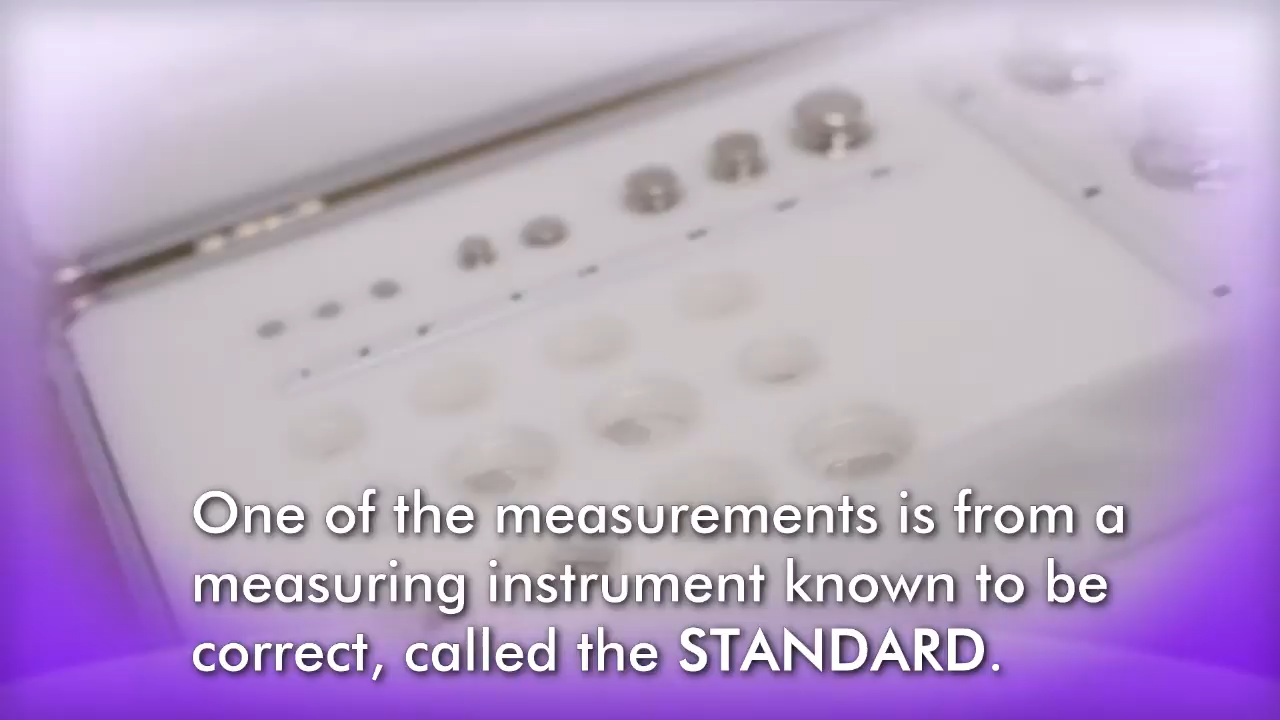 One of the measurements is from a
measuring instrument known to be
correct, called the STANDARD.